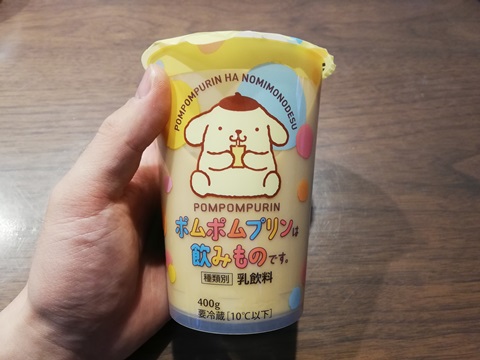 POMPOMPURIN HA NOMIMONODESU
POMPOMPURIN
ポムポムプリンは
飲みものです。
種類別 乳飲料
400g
要冷蔵[10℃以下]